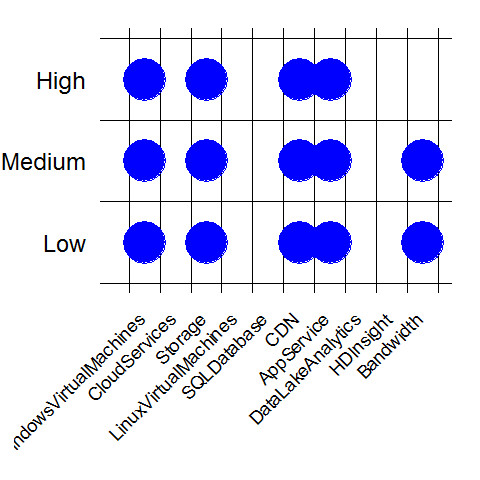 High
Medium
Low
ndowsVirtualMachines
CloudServices
Storage
LinuxVirtualMachines
SQLDatabase
CDN
AppService
DataLakeAnalytics
HDInsight
Bandwidth